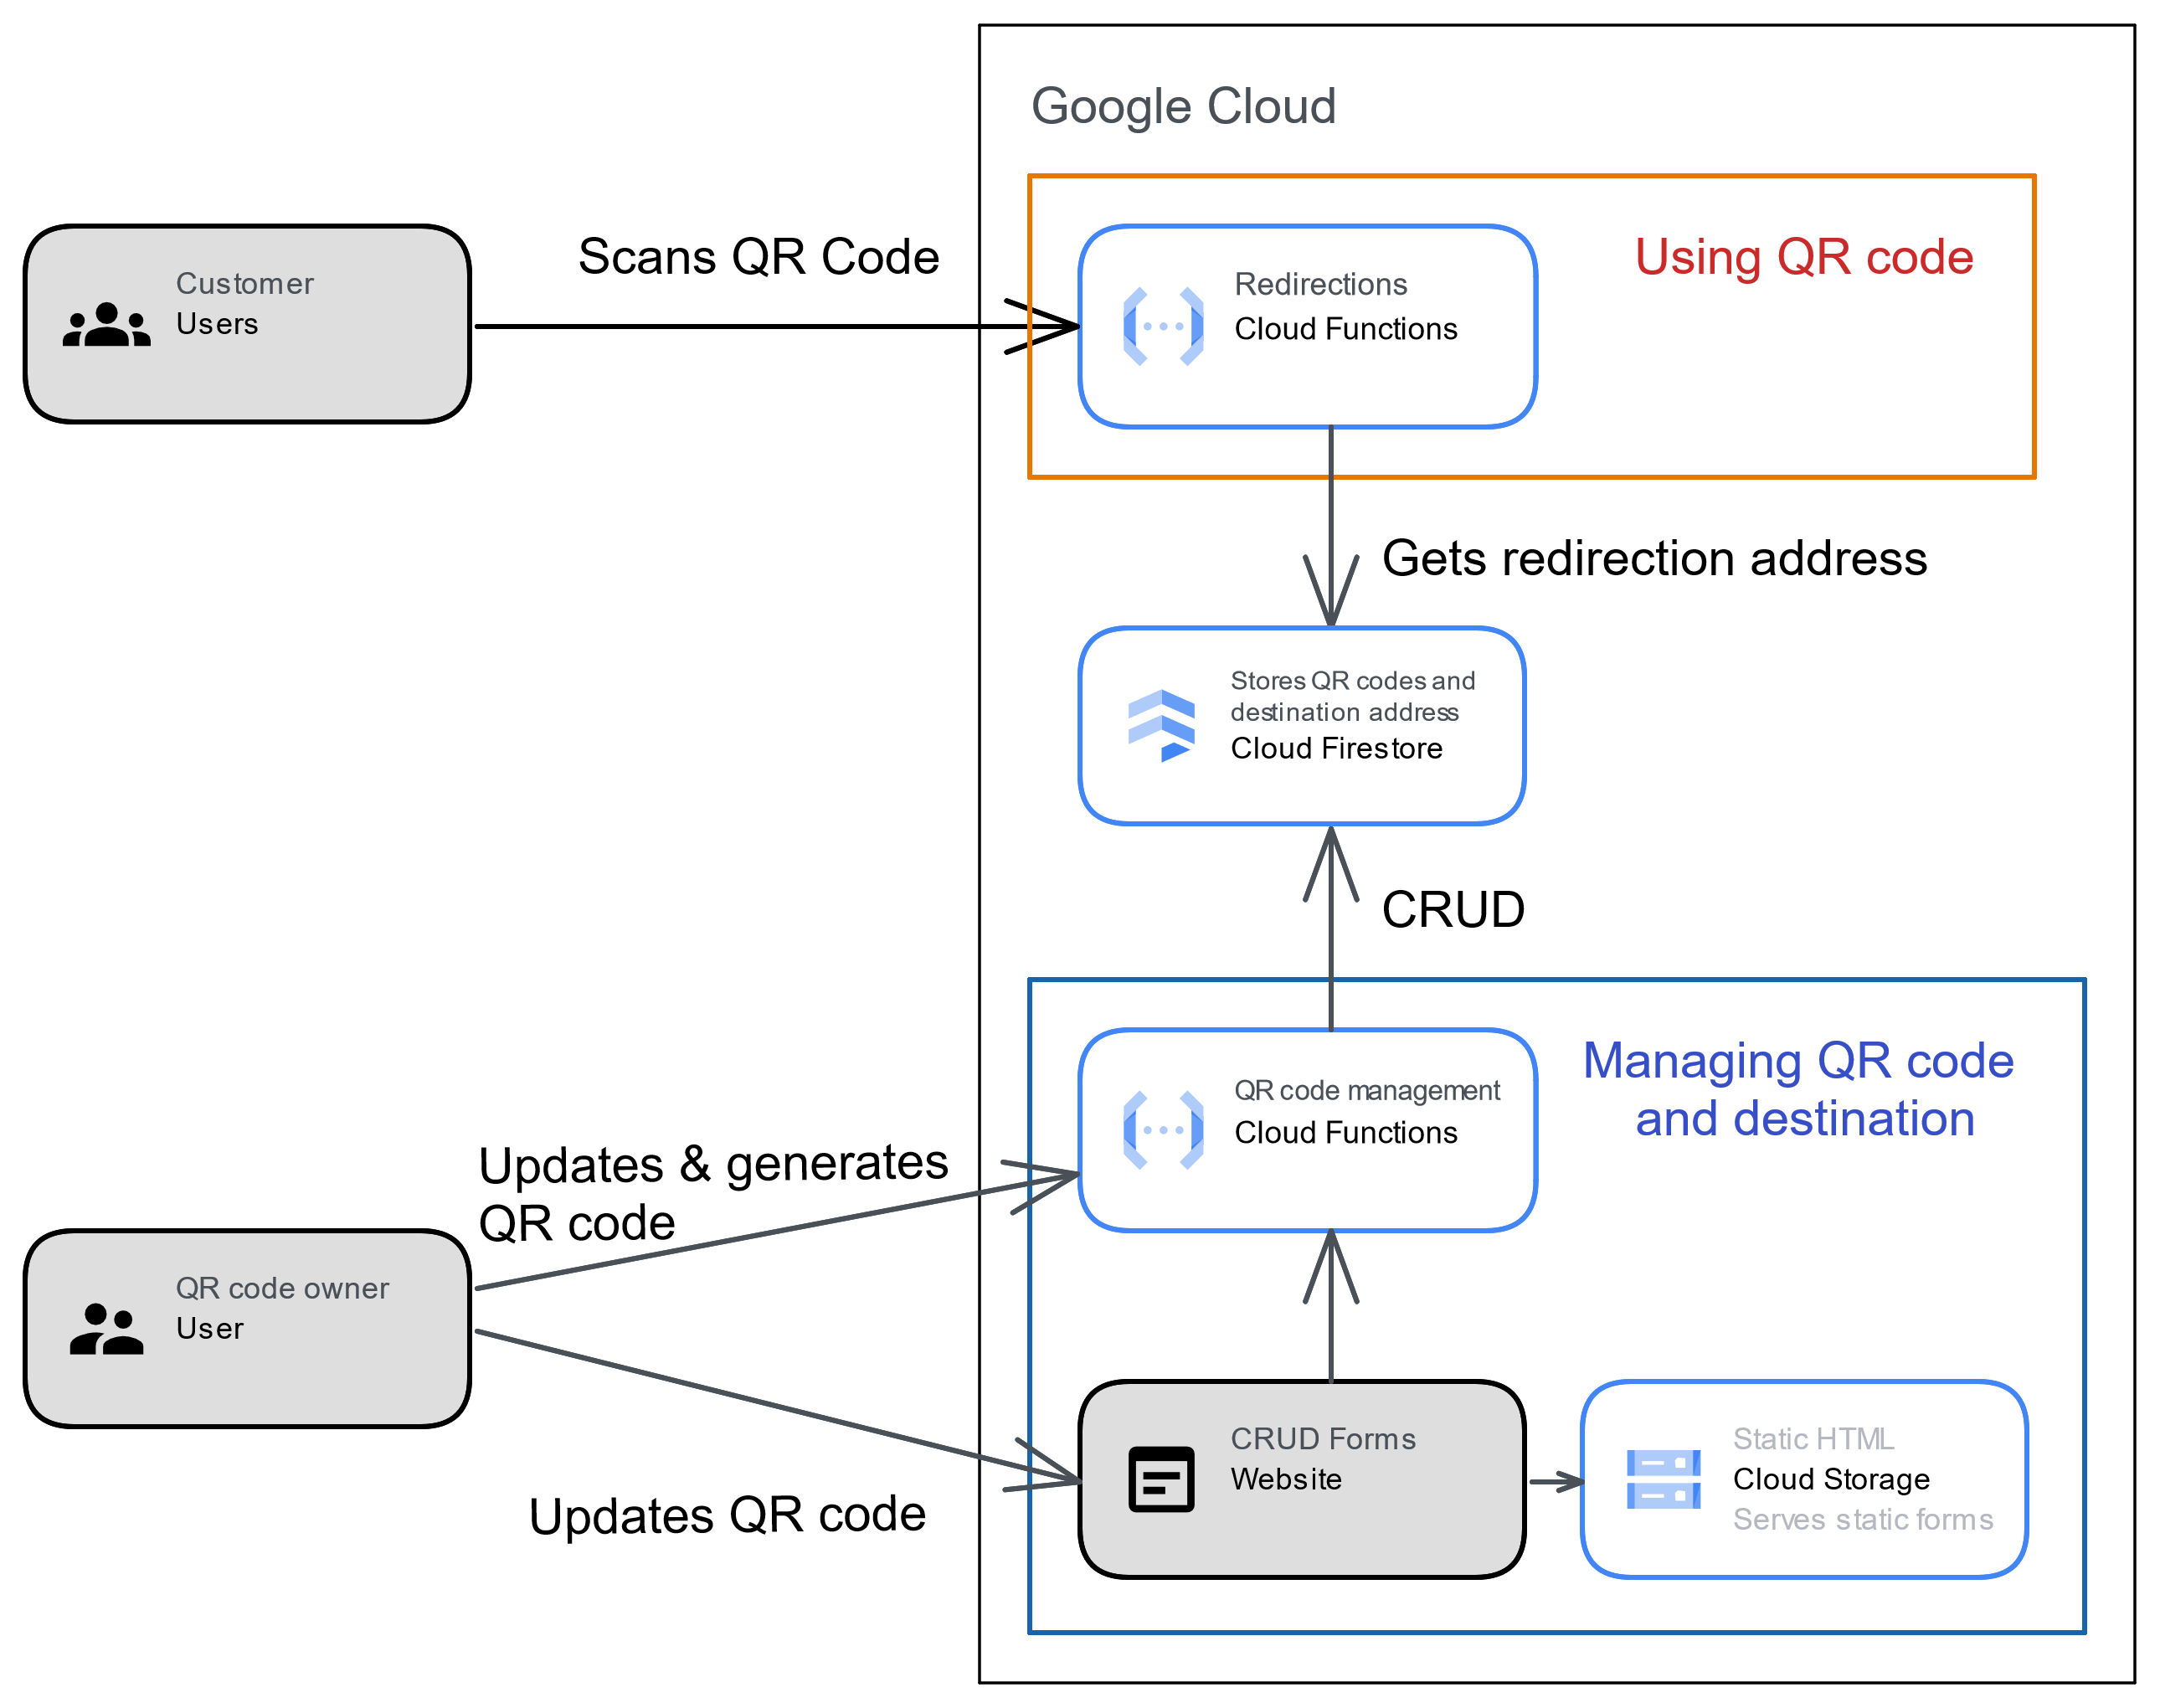 Google Cloud
Customer
Users
Scans QR Code
Redirections
Cloud Functions
Using QR code
Gets redirection address
Stores QR codes and
destination address
Cloud Firestore
CRUD
QR code management
Cloud Functions
Managing QR code
and destination
Updates & generates
QR code
QR code owner
User
Updates QR code
CRUD Forms
Website
Static HTML
Cloud Storage
Serves static forms